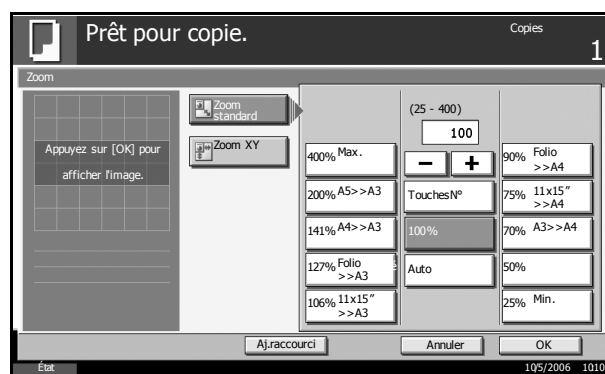 Prêt pour copie.
Copies
1
Zoom
Appuyez sur [OK] pour
afficher l'image.
Zoom
standard
Zoom XY
(25 - 400)
100
400% Max.
200% A5>>A3
141% A4>>A3
127% Folio
>>A3
106% 11x15"
>>A3
TouchesN°
100%
Auto
90% Folio
>>A4
75% 11x15"
>>A4
70% A3>>A4
50%
25% Min.
Aj.raccourci
Annuler
OK
État
10/5/2006 1010